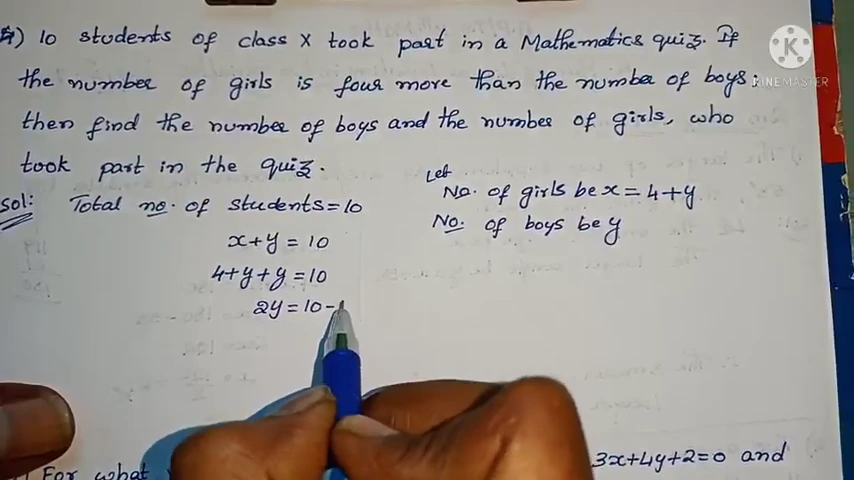 10 students of class X took part in a Mathematics quiz. If
the number of girls is four more than the number of boys.
then find the number of boys and the number of girls, who
took part in the quiz.
Sol: Total no. of students = 10
x+y = 10
4+y+y = 10
2y = 10-
Let
No. of girls be x = 4+y
No. of boys be y
For what
3x+4y+2=0 and
K
KINEMASTER